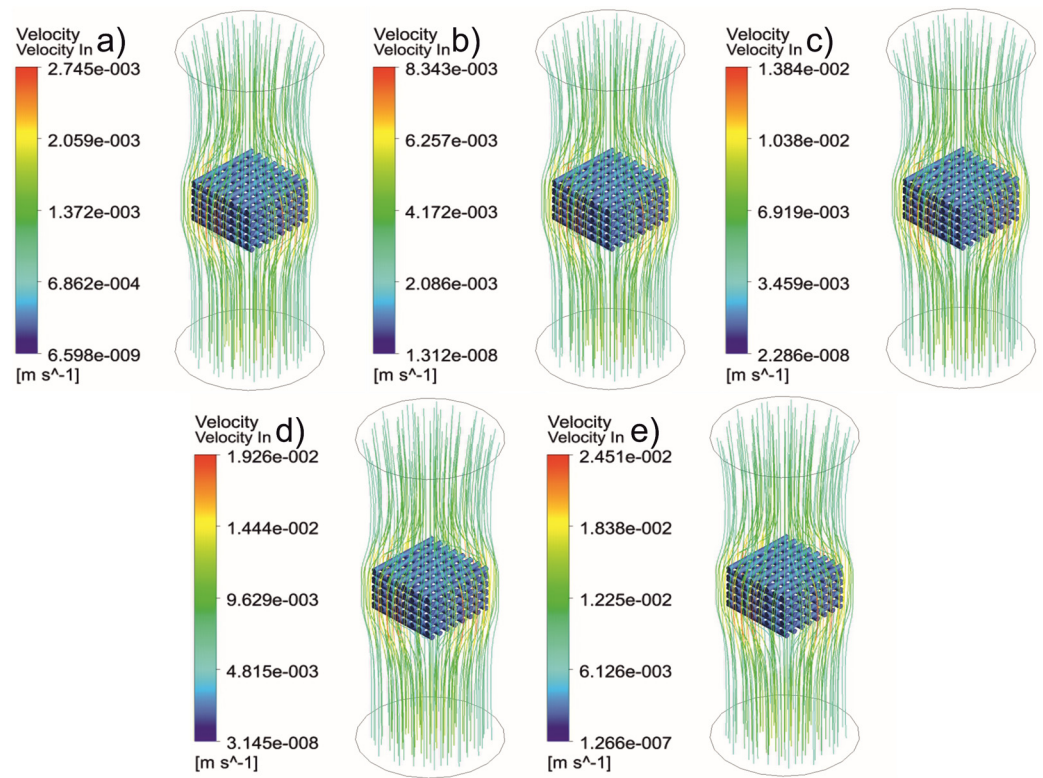 Velocity
Velocity In a)
2.745e-003
2.059e-003
1.372e-003
6.862e-004
6.598e-009
[m s^-1]
Velocity
Velocity In b)
8.343e-003
6.257e-003
4.172e-003
2.086e-003
1.312e-008
[m s^-1]
Velocity
Velocity In c)
1.384e-002
1.038e-002
6.919e-003
3.459e-003
2.286e-008
[m s^-1]
Velocity
Velocity In d)
1.926e-002
1.444e-002
9.629e-003
4.815e-003
3.145e-008
[m s^-1]
Velocity
Velocity In e)
2.451e-002
1.838e-002
1.225e-002
6.126e-003
1.266e-007
[m s^-1]